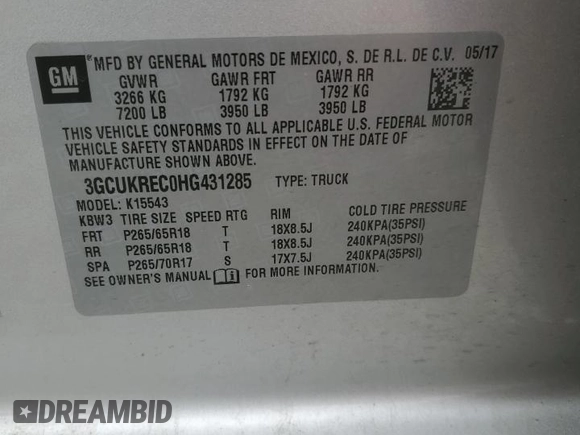 GM MFD BY GENERAL MOTORS DE MEXICO, S. DE R.L. DE C.V. 05/17
GVWR GAWR FRT GAWR RR
3266 KG 1792 KG 1792 KG
7200 LB 3950 LB 3950 LB
THIS VEHICLE CONFORMS TO ALL APPLICABLE U.S. FEDERAL MOTOR
VEHICLE SAFETY STANDARDS IN EFFECT ON THE DATE OF
MANUFACTURE SHOWN ABOVE.
3GCUKREC0HG431285 TYPE: TRUCK
MODEL: K15543
KBW3 TIRE SIZE SPEED RTG RIM COLD TIRE PRESSURE
FRT P265/65R18 T 18X8.5J 240KPA(35PSI)
RR P265/65R18 T 18X8.5J 240KPA(35PSI)
SPA P265/70R17 S 17X7.5J 240KPA(35PSI)
SEE OWNER'S MANUAL FOR MORE INFORMATION.
DREAMBID